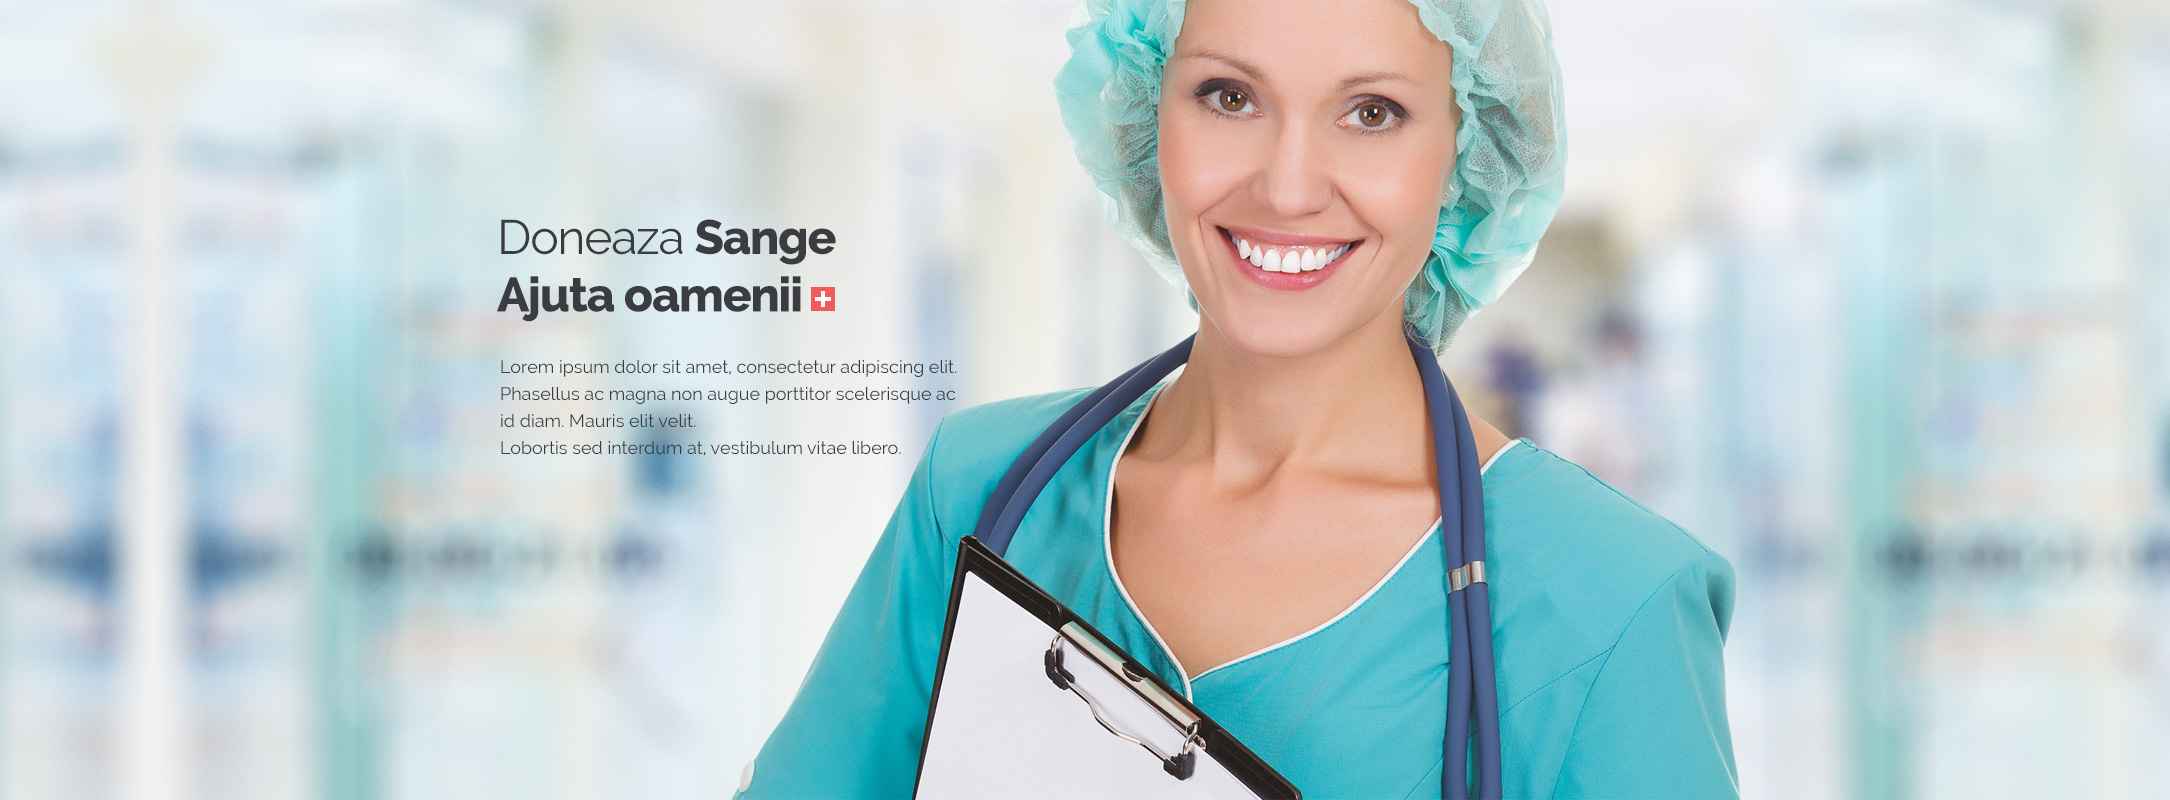 Doneaza Sange
Ajuta oamenii
Lorem ipsum dolor sit amet, consectetur adipiscing elit.
Phasellus ac magna non augue porttitor scelerisque ac
id diam. Mauris elit velit.
Lobortis sed interdum at, vestibulum vitae libero.